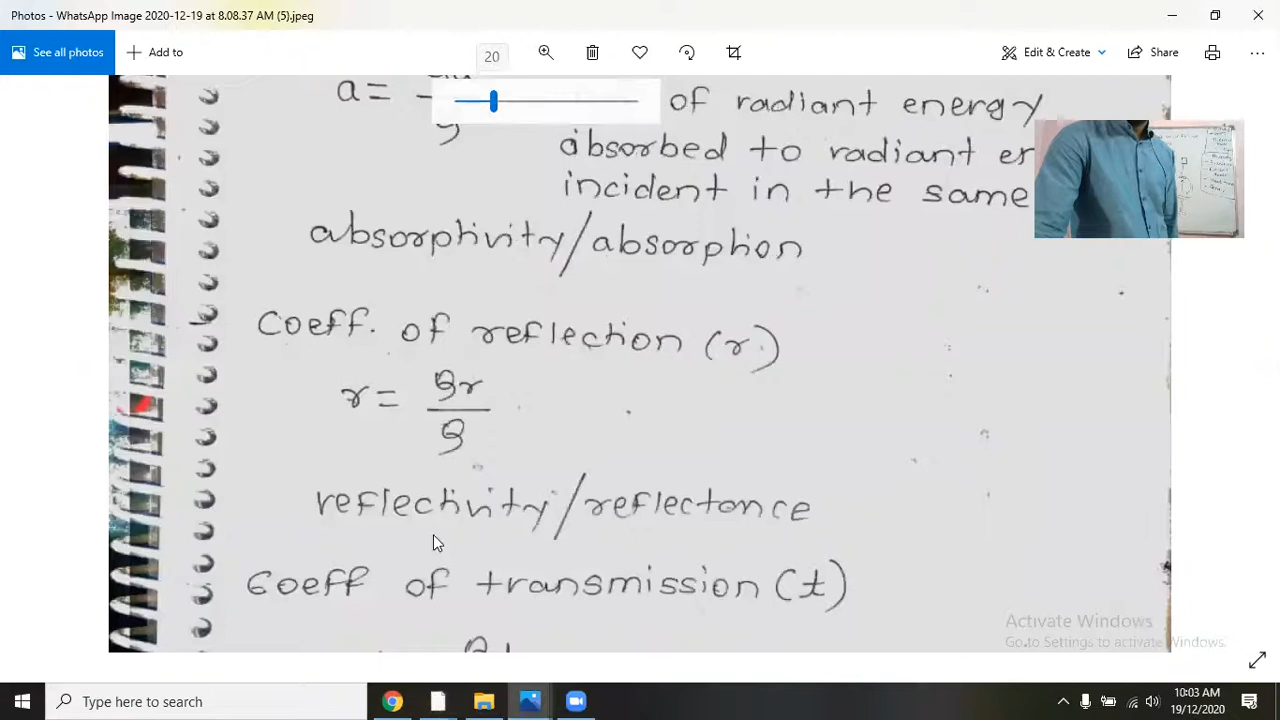 Photos - WhatsApp Image 2020-12-19 at 8.08.37 AM (5).jpeg
See all photos
Add to
20
Edit & Create
Share
a =
of radiant energy
absorbed to radiant er
incident in the same
absorptivity/absorption
Coeff. of reflection (r)
r = Qr
Q
reflectivity/reflectance
Coeff of transmission (t)
Activate Windows
Go to Settings to activate Windows.
Type here to search
10:03 AM
19/12/2020